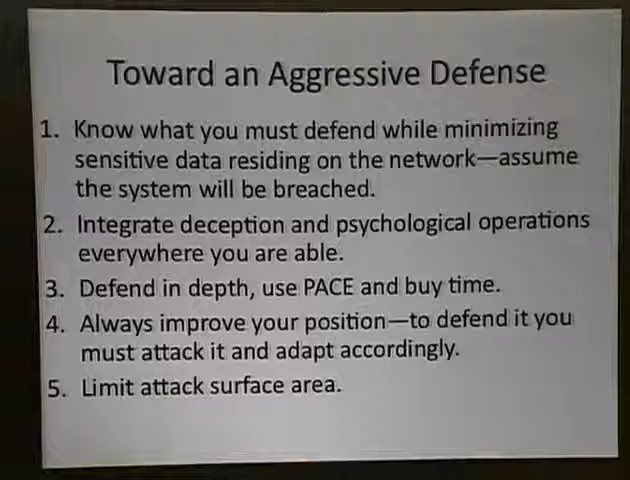 Toward an Aggressive Defense
1. Know what you must defend while minimizing
sensitive data residing on the network—assume
the system will be breached.
2. Integrate deception and psychological operations
everywhere you are able.
3. Defend in depth, use PACE and buy time.
4. Always improve your position—to defend it you
must attack it and adapt accordingly.
5. Limit attack surface area.